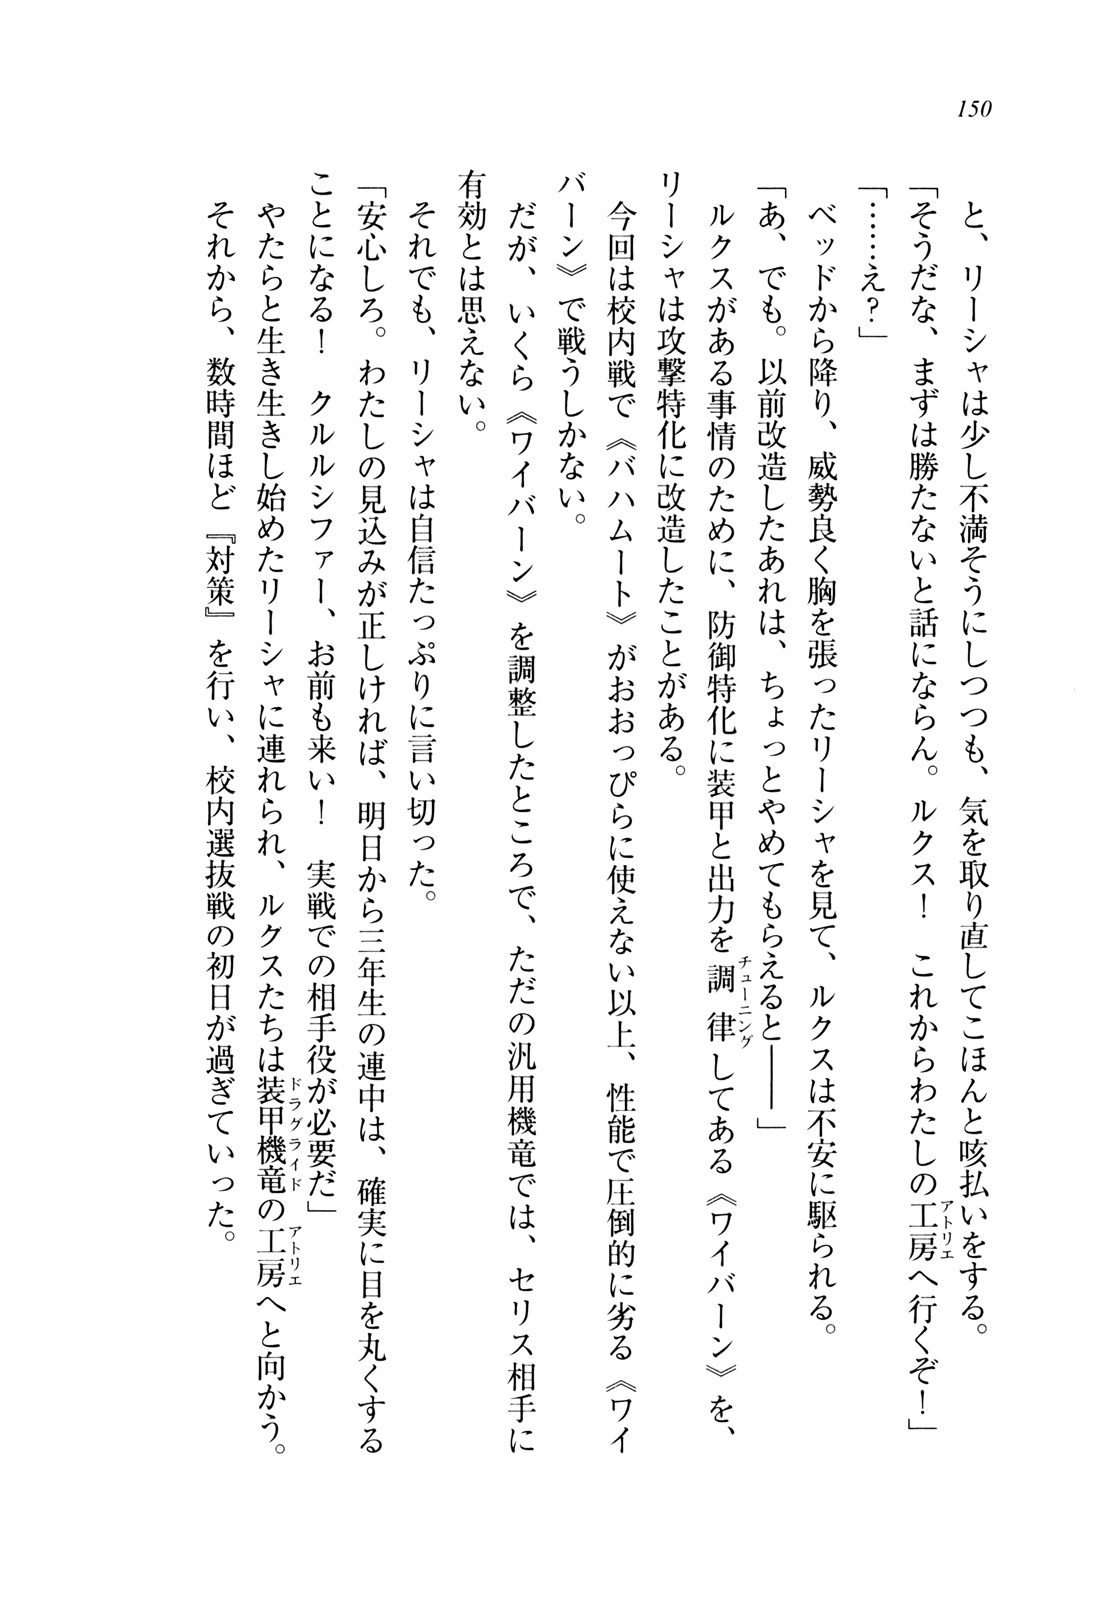 150
と、リーシャは少し不満そうにしつつも、気を取り直してこほんと咳払いをする。
「そうだな、まずは勝たないと話にならん。ルクス！　これからわたしの工房へ行くぞ！」
アトリエ
「……え？」
ベッドから降り、威勢良く胸を張ったリーシャを見て、ルクスは不安に駆られる。
「あ、でも。以前改造したあれは、ちょっとやめてもらえると――」
ルクスがある事情のために、防御特化に装甲と出力を調律してある《ワイバーン》を、
チューニング
リーシャは攻撃特化に改造したことがある。
今回は校内戦で《バハムート》がおおっぴらに使えない以上、性能で圧倒的に劣る《ワイ
バーン》で戦うしかない。
だが、いくら《ワイバーン》を調整したところで、ただの汎用機竜では、セリス相手に
有効とは思えない。
それでも、リーシャは自信たっぷりに言い切った。
「安心しろ。わたしの見込みが正しければ、明日から三年生の連中は、確実に目を丸くする
ことになる！　クルルシファー、お前も来い！　実戦での相手役が必要だ」
やたらと生き生きし始めたリーシャに連れられ、ルクスたちは装甲機竜の工房へと向かう。
ドラグライド
アトリエ
それから、数時間ほど『対策』を行い、校内選抜戦の初日が過ぎていった。